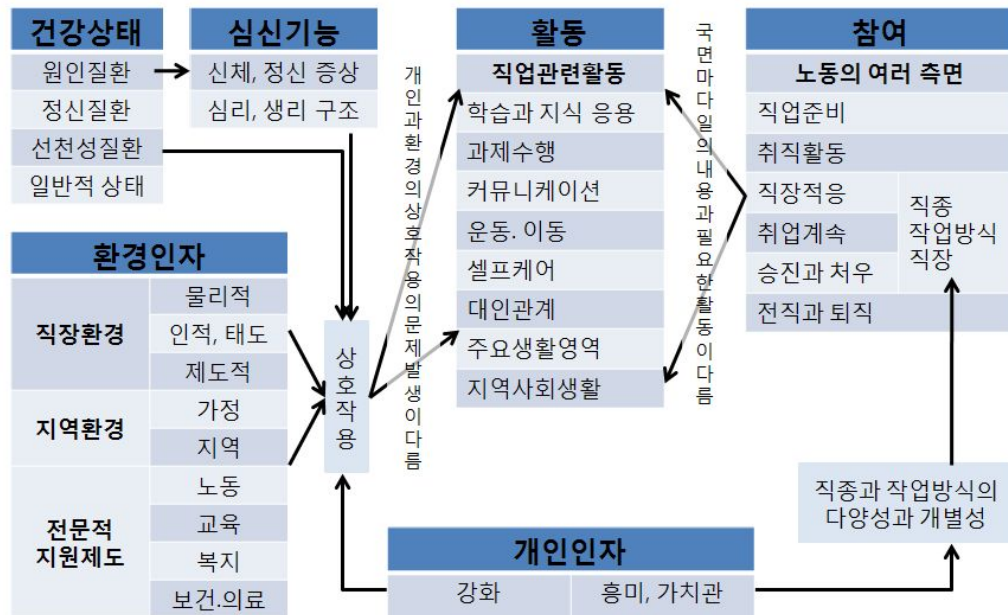 건강상태
원인질환
정신질환
선천성질환
일반적 상태
심신기능
신체, 정신 증상
심리, 생리 구조
환경인자
직장환경
물리적
인적, 태도
제도적
지역환경
가정
지역
전문적
지원제도
노동
교육
복지
보건.의료
상호작용
개인과환경의상호작용의문제발생이다름
활동
직업관련활동
학습과 지식 응용
과제수행
커뮤니케이션
운동. 이동
셀프케어
대인관계
주요생활영역
지역사회생활
국면마다일의내용과필요한활동이다름
참여
노동의 여러 측면
직업준비
취직활동
직장적응
취업계속
승진과 처우
직종
작업방식
직장
전직과 퇴직
직종과 작업방식의
다양성과 개별성
개인인자
강화
흥미, 가치관